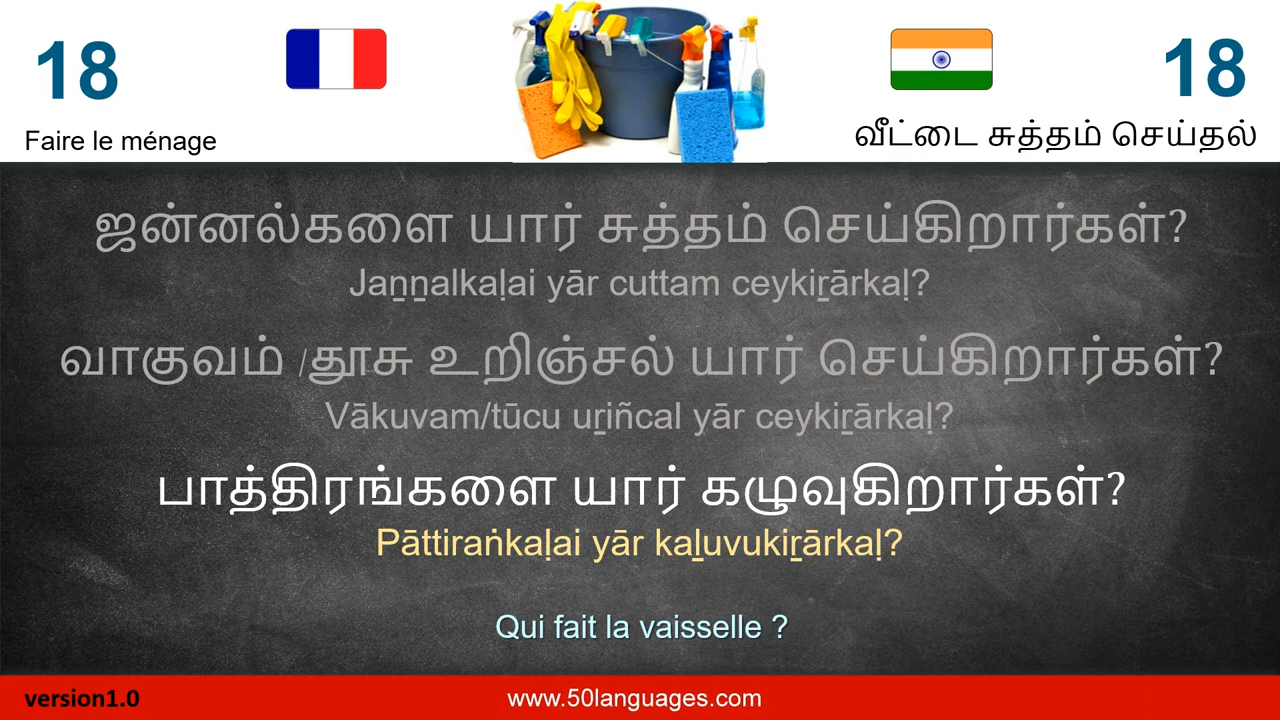 18
18
Faire le ménage
வீட்டை சுத்தம் செய்தல்
ஜன்னல்களை யார் சுத்தம் செய்கிறார்கள்?
Jaṉṉalkaḷai yār cuttam ceykiṟārkaḷ?
வாகுவம் /தூசு உறிஞ்சல் யார் செய்கிறார்கள்?
Vākuvam/tūcu uṟiñcal yār ceykiṟārkaḷ?
பாத்திரங்களை யார் கழுவுகிறார்கள்?
Pāttiraṅkaḷai yār kaḻuvukiṟārkaḷ?
Qui fait la vaisselle ?
version1.0
www.50languages.com